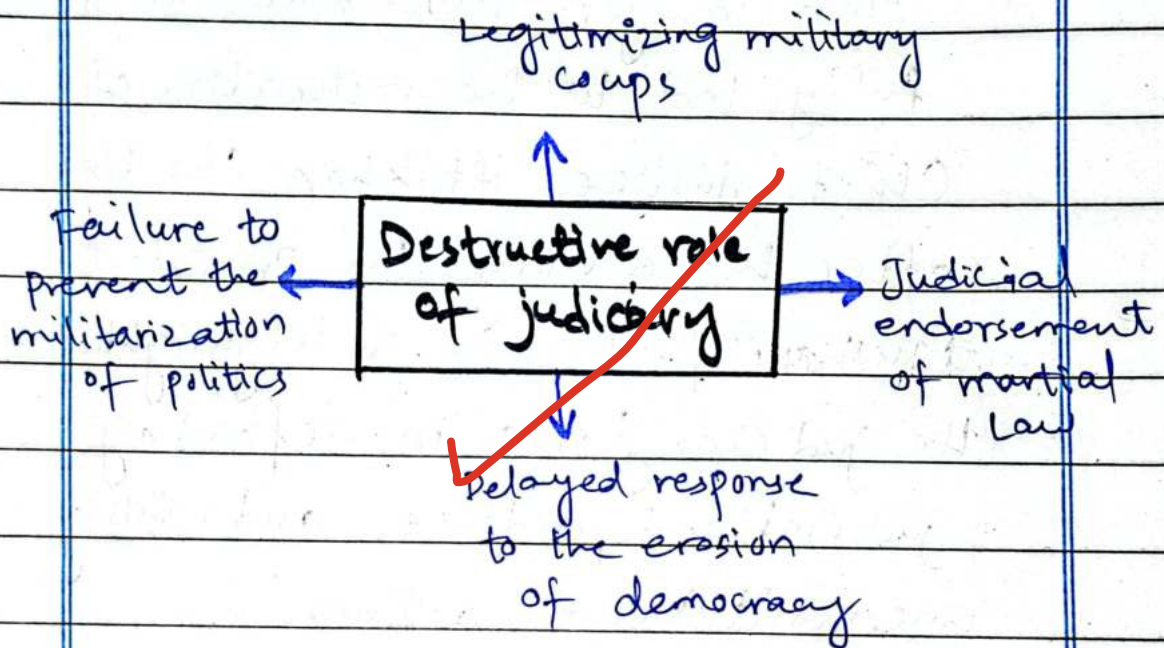 Legitimizing military
coups
Failure to
prevent the
militarization
of politics
Destructive role
of judiciary
Judicial
endorsement
of martial
Law
Delayed response
to the erosion
of democracy